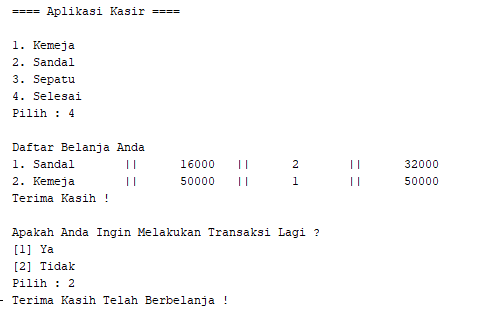 ==== Aplikasi Kasir ====
1. Kemeja
2. Sandal
3. Sepatu
4. Selesai
Pilih : 4
Daftar Belanja Anda
1. Sandal || 16000 || 2 || 32000
2. Kemeja || 50000 || 1 || 50000
Terima Kasih !
Apakah Anda Ingin Melakukan Transaksi Lagi ?
[1] Ya
[2] Tidak
Pilih : 2
- Terima Kasih Telah Berbelanja !